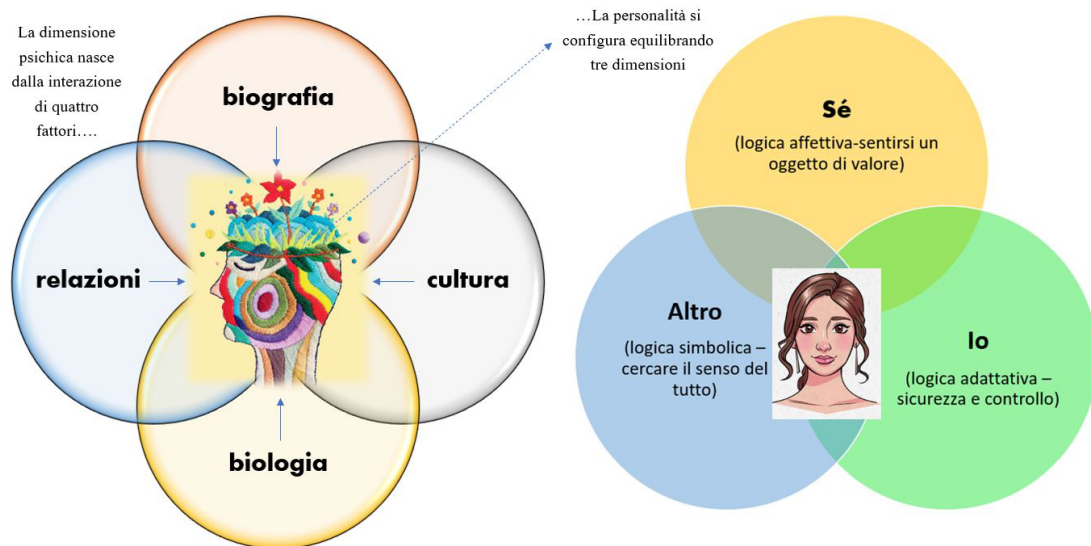 La dimensione
psichica nasce
dalla interazione
di quattro
fattori….
biografia
relazioni
cultura
biologia
…La personalità si
configura equilibrando
tre dimensioni
Sé
(logica affettiva-sentirsi un
oggetto di valore)
Altro
(logica simbolica –
cercare il senso del
tutto)
Io
(logica adattativa –
sicurezza e controllo)